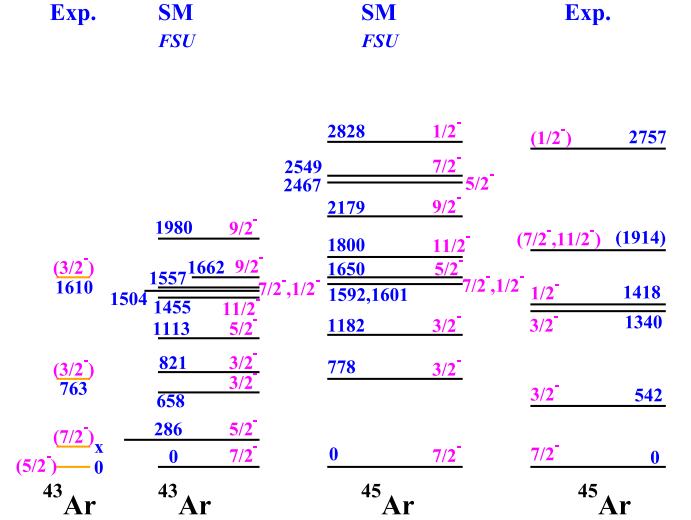 Exp. SM SM Exp.
FSU FSU
2828 1/2⁻ (1/2⁻) 2757
2549 7/2⁻
2467 5/2⁻
2179 9/2⁻
1980 9/2⁻ 1800 11/2⁻ (7/2⁻,11/2⁻) (1914)
(3/2⁻) 1662 9/2⁻ 1650 5/2⁻
1610 1557 7/2⁻,1/2⁻ 1592,1601 7/2⁻,1/2⁻ 1/2⁻ 1418
1504
1455 11/2⁻
1113 5/2⁻ 1182 3/2⁻ 3/2⁻ 1340
(3/2⁻) 821 3/2⁻ 778 3/2⁻
763 658 3/2⁻ 3/2⁻ 542
(7/2⁻) x 286 5/2⁻
(5/2⁻) 0 0 7/2⁻ 0 7/2⁻ 7/2⁻ 0
⁴³Ar ⁴³Ar ⁴⁵Ar ⁴⁵Ar